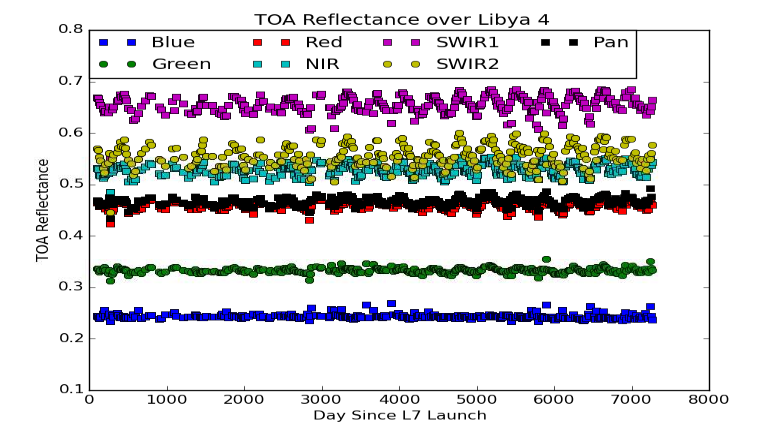 TOA Reflectance over Libya 4
0.8
Blue Red SWIR1 Pan
Green NIR SWIR2
0.7
0.6
0.5
0.4
0.3
0.2
0.1
TOA Reflectance
0 1000 2000 3000 4000 5000 6000 7000 8000
Day Since L7 Launch